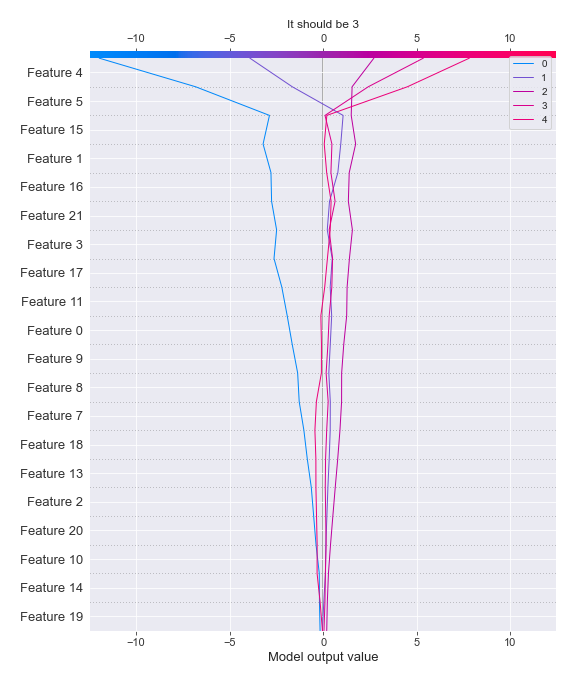 It should be 3
−10 −5 0 5 10
0
1
2
3
4
Feature 4
Feature 5
Feature 15
Feature 1
Feature 16
Feature 21
Feature 3
Feature 17
Feature 11
Feature 0
Feature 9
Feature 8
Feature 7
Feature 18
Feature 13
Feature 2
Feature 20
Feature 10
Feature 14
Feature 19
−10 −5 0 5 10
Model output value